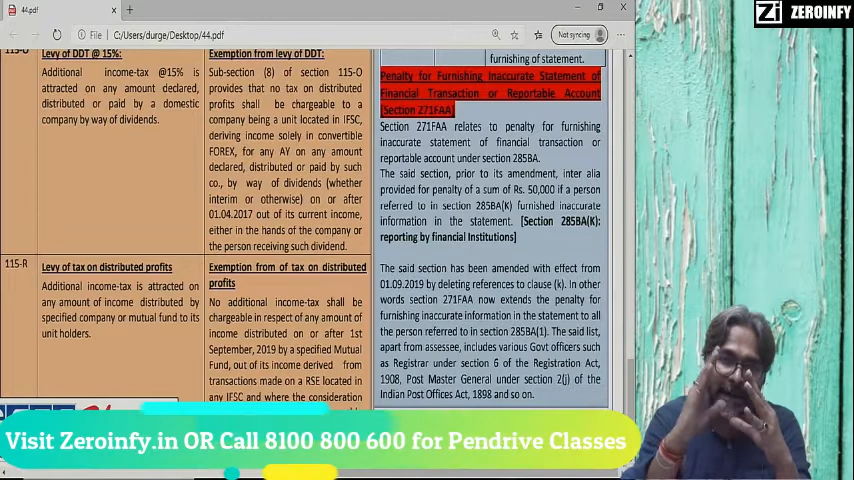 44.pdf
File
C:/Users/durge/Desktop/44.pdf
Not syncing
Zi ZEROINFY
115-O
Levy of DDT @ 15%:
Additional income-tax @15% is
attracted on any amount declared,
distributed or paid by a domestic
company by way of dividends.
Exemption from levy of DDT:
Sub-section (8) of section 115-O
provides that no tax on distributed
profits shall be chargeable to a
company being a unit located in IFSC,
deriving income solely in convertible
FOREX, for any AY on any amount
declared, distributed or paid by such
co., by way of dividends (whether
interim or otherwise) on or after
01.04.2017 out of its current income,
either in the hands of the company or
the person receiving such dividend.
115-R
Levy of tax on distributed profits
Additional income-tax is attracted on
any amount of income distributed by
specified company or mutual fund to its
unit holders.
Exemption from of tax on distributed
profits
No additional income-tax shall be
chargeable in respect of any amount of
income distributed on or after 1st
September, 2019 by a specified Mutual
Fund, out of its income derived from
transactions made on a RSE located in
any IFSC and where the consideration
furnishing of statement.
Penalty for Furnishing Inaccurate Statement of
Financial Transaction or Reportable Account
[Section 271FAA]
Section 271FAA relates to penalty for furnishing
inaccurate statement of financial transaction or
reportable account under section 285BA.
The said section, prior to its amendment, inter alia
provided for penalty of a sum of Rs. 50,000 if a person
referred to in section 285BA(K) furnished inaccurate
information in the statement. [Section 285BA(K):
reporting by financial Institutions]
The said section has been amended with effect from
01.09.2019 by deleting references to clause (k). In other
words section 271FAA now extends the penalty for
furnishing inaccurate information in the statement to all
the person referred to in section 285BA(1). The said list,
apart from assessee, includes various Govt officers such
as Registrar under section 6 of the Registration Act,
1908, Post Master General under section 2(j) of the
Indian Post Offices Act, 1898 and so on.
Visit Zeroinfy.in OR Call 8100 800 600 for Pendrive Classes